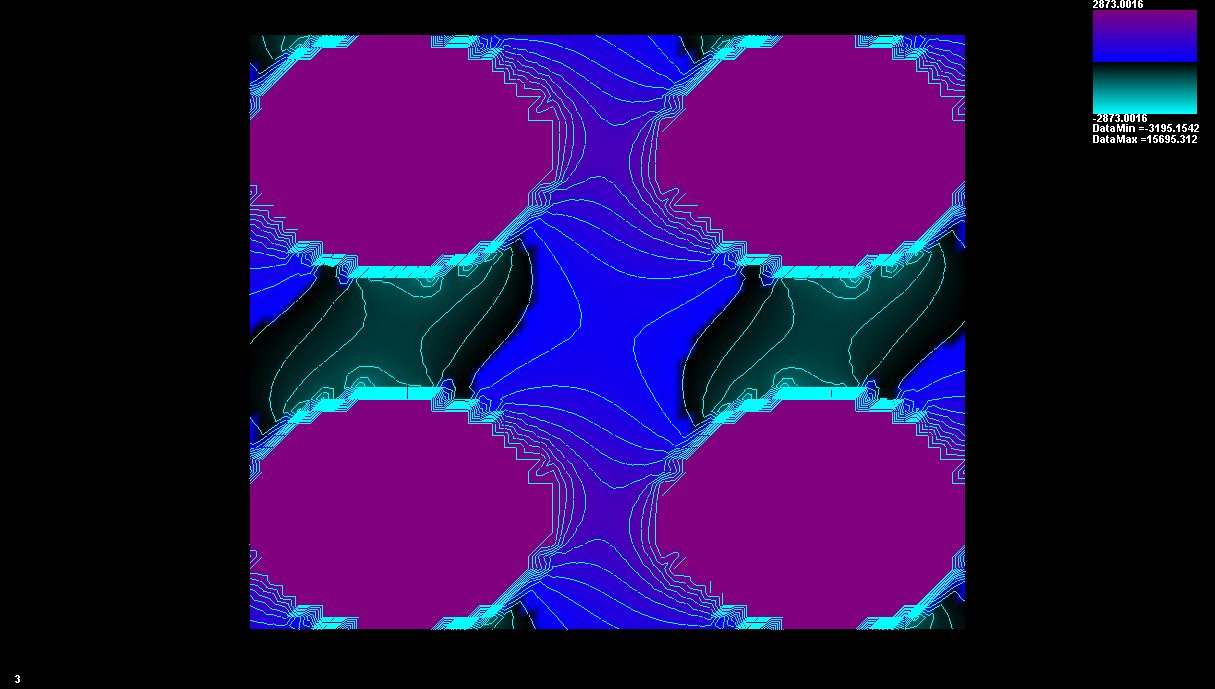 2873.0016
-2873.0016
DataMin =-3195.1542
DataMax =15695.312
3